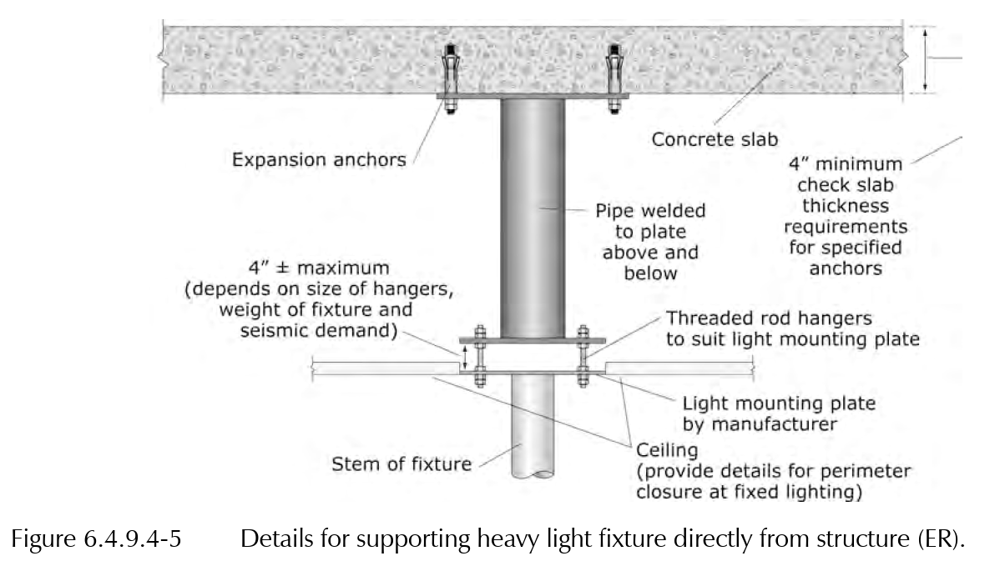 Expansion anchors
Concrete slab
4” minimum
check slab
thickness
requirements
for specified
anchors
Pipe welded
to plate
above and
below
4” ± maximum
(depends on size of hangers,
weight of fixture and
seismic demand)
Threaded rod hangers
to suit light mounting plate
Light mounting plate
by manufacturer
Stem of fixture
Ceiling
(provide details for perimeter
closure at fixed lighting)
Figure 6.4.9.4-5 Details for supporting heavy light fixture directly from structure (ER).